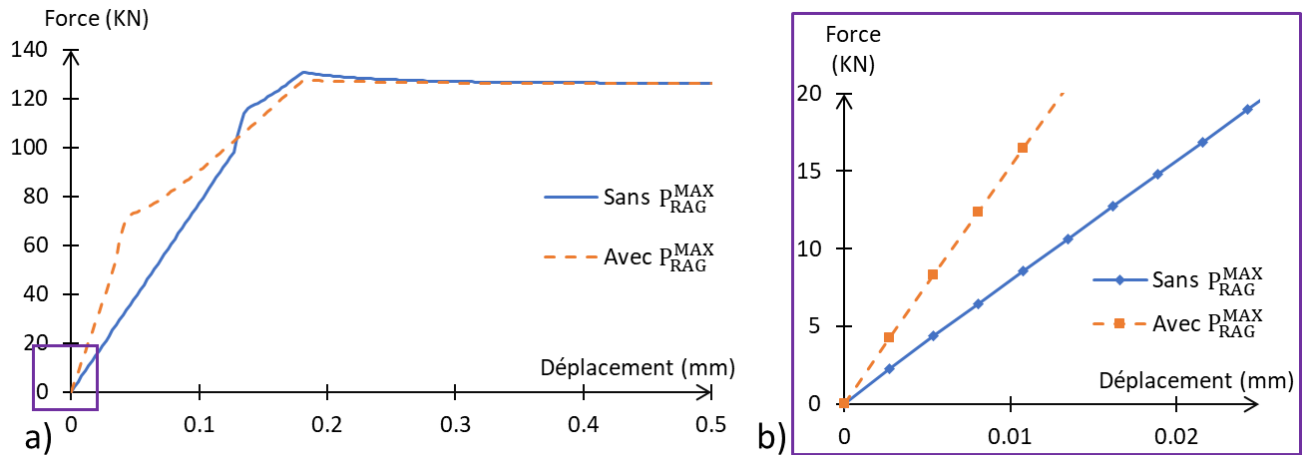 Force (KN)
140
120
100
80
60
40
20
0
0
0.1
0.2
0.3
0.4
0.5
Déplacement (mm)
Sans P_RAG^MAX
Avec P_RAG^MAX
a)
Force
(KN)
20
15
10
5
0
0
0.01
0.02
Déplacement (mm)
Sans P_RAG^MAX
Avec P_RAG^MAX
b)